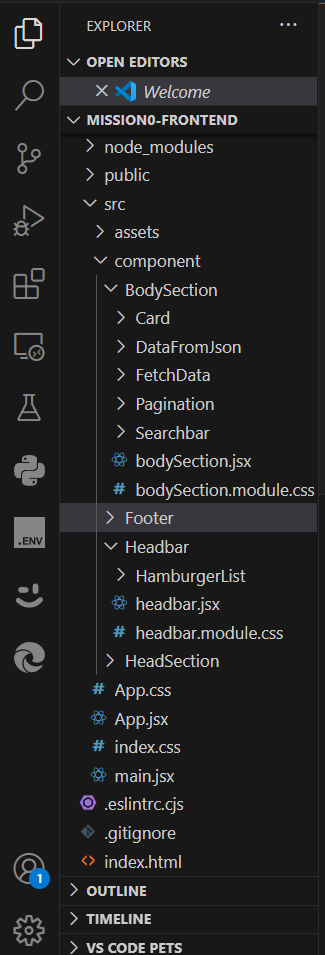 EXPLORER
OPEN EDITORS
Welcome
MISSION0-FRONTEND
node_modules
public
src
assets
component
BodySection
Card
DataFromJson
FetchData
Pagination
Searchbar
bodySection.jsx
# bodySection.module.css
Footer
Headbar
HamburgerList
headbar.jsx
# headbar.module.css
HeadSection
# App.css
App.jsx
# index.css
main.jsx
.eslintrc.cjs
.gitignore
<> index.html
OUTLINE
TIMELINE
VS CODE PETS
.ENV
1